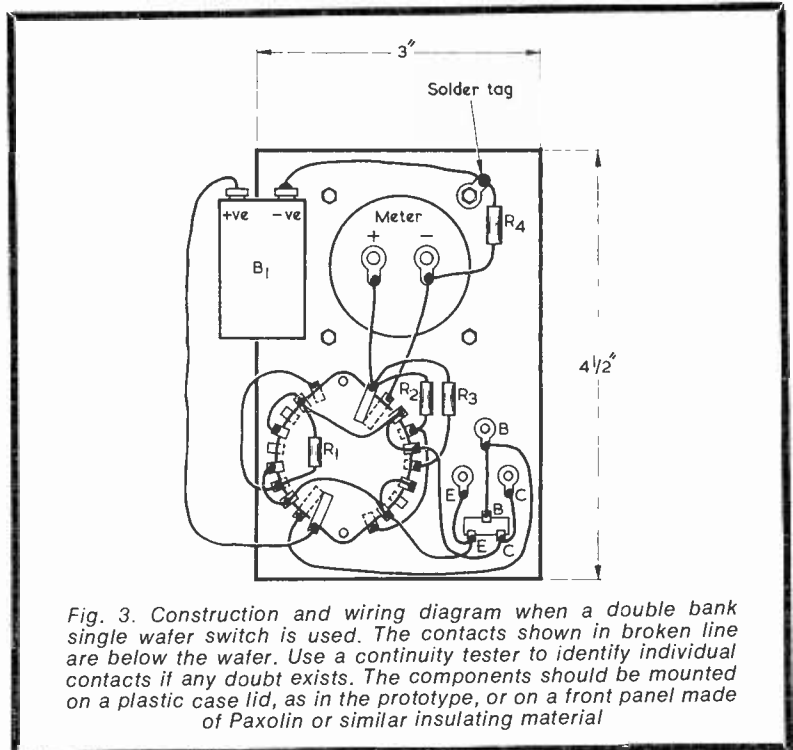 3"
Solder tag
+ve -ve
Meter
+ -
R4
B1
4 1/2"
R2 R3
R1
B
E C
B
E C
Fig. 3. Construction and wiring diagram when a double bank
single wafer switch is used. The contacts shown in broken line
are below the wafer. Use a continuity tester to identify individual
contacts if any doubt exists. The components should be mounted
on a plastic case lid, as in the prototype, or on a front panel made
of Paxolin or similar insulating material